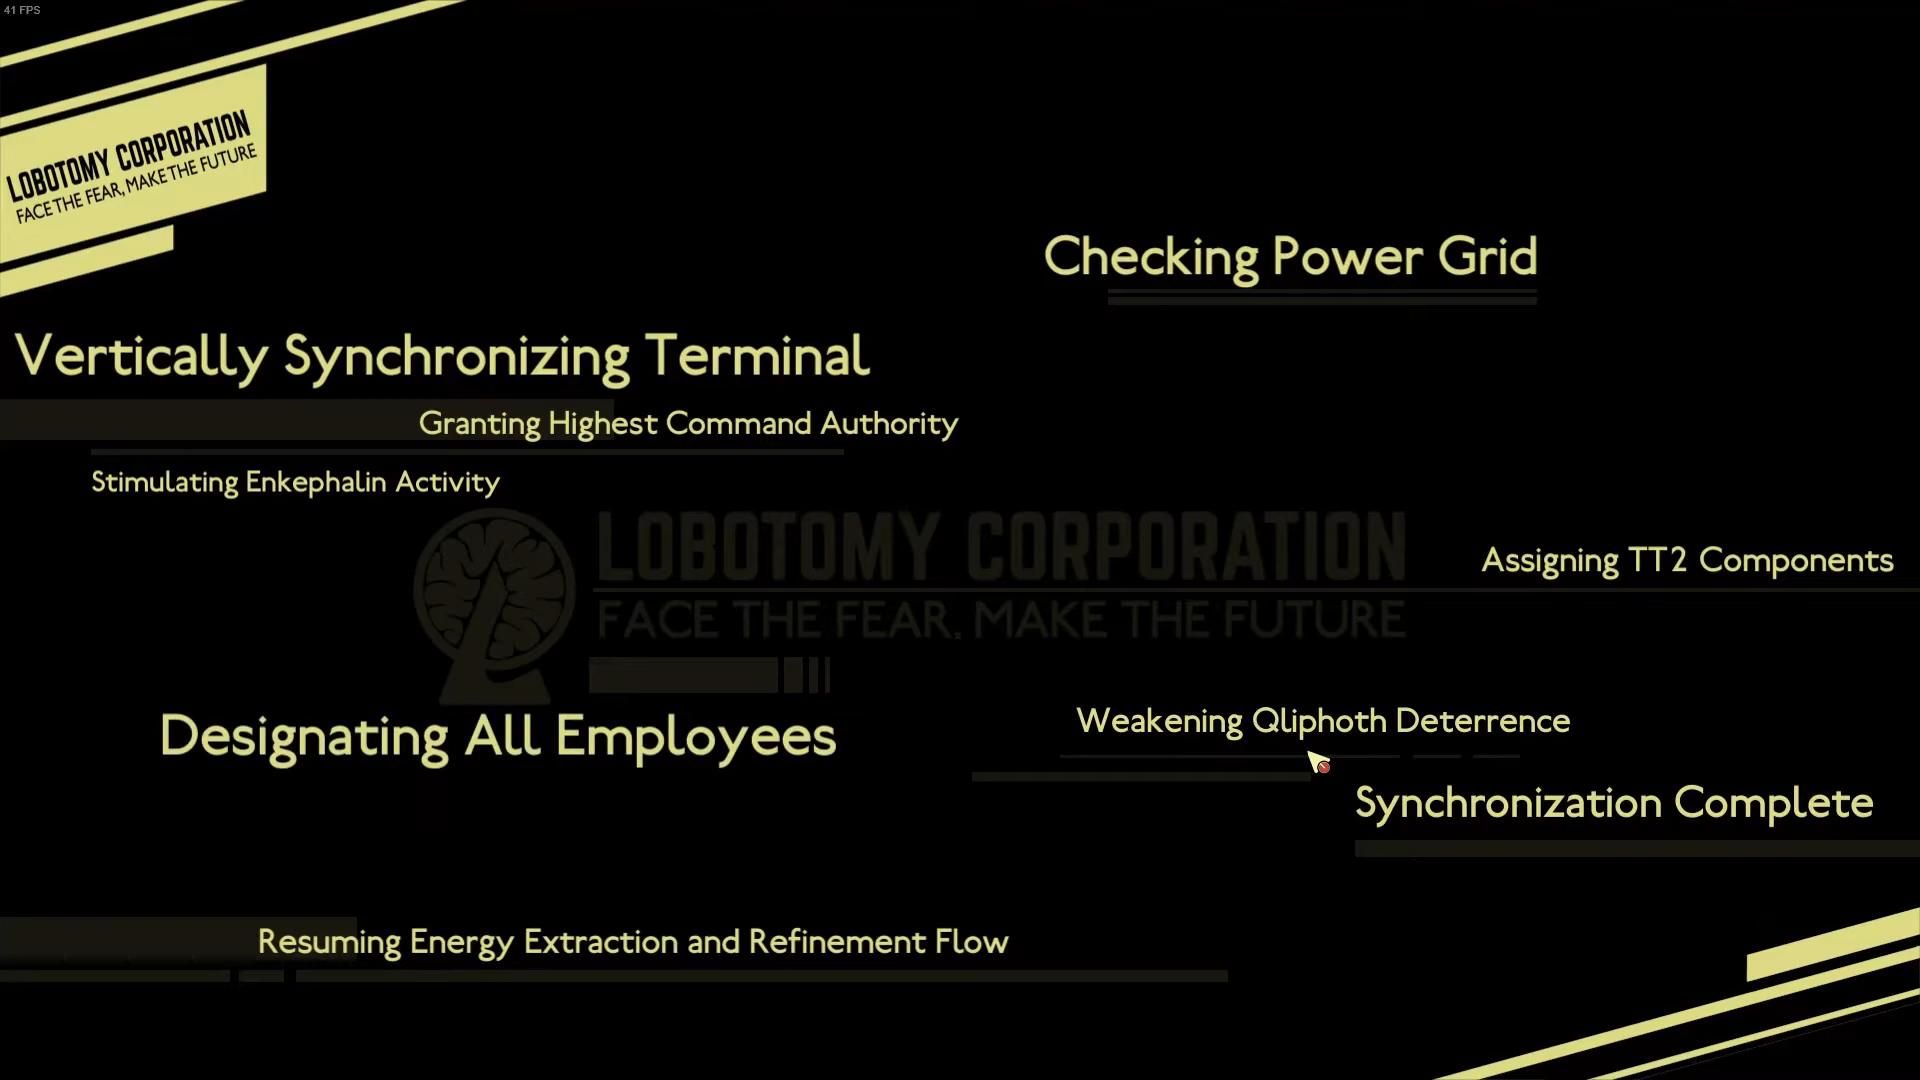 41 FPS
LOBOTOMY CORPORATION
FACE THE FEAR, MAKE THE FUTURE
Checking Power Grid
Vertically Synchronizing Terminal
Granting Highest Command Authority
Stimulating Enkephalin Activity
LOBOTOMY CORPORATION
FACE THE FEAR, MAKE THE FUTURE
Assigning TT2 Components
Designating All Employees
Weakening Qliphoth Deterrence
Synchronization Complete
Resuming Energy Extraction and Refinement Flow